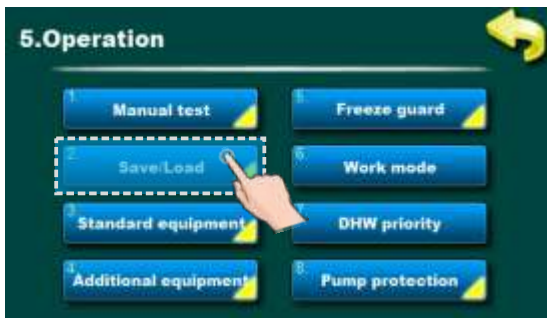 5.Operation
1.
Manual test
2.
Save/Load
3.
Standard equipment
4.
Additional equipment
5.
Freeze guard
6.
Work mode
7.
DHW priority
8.
Pump protection